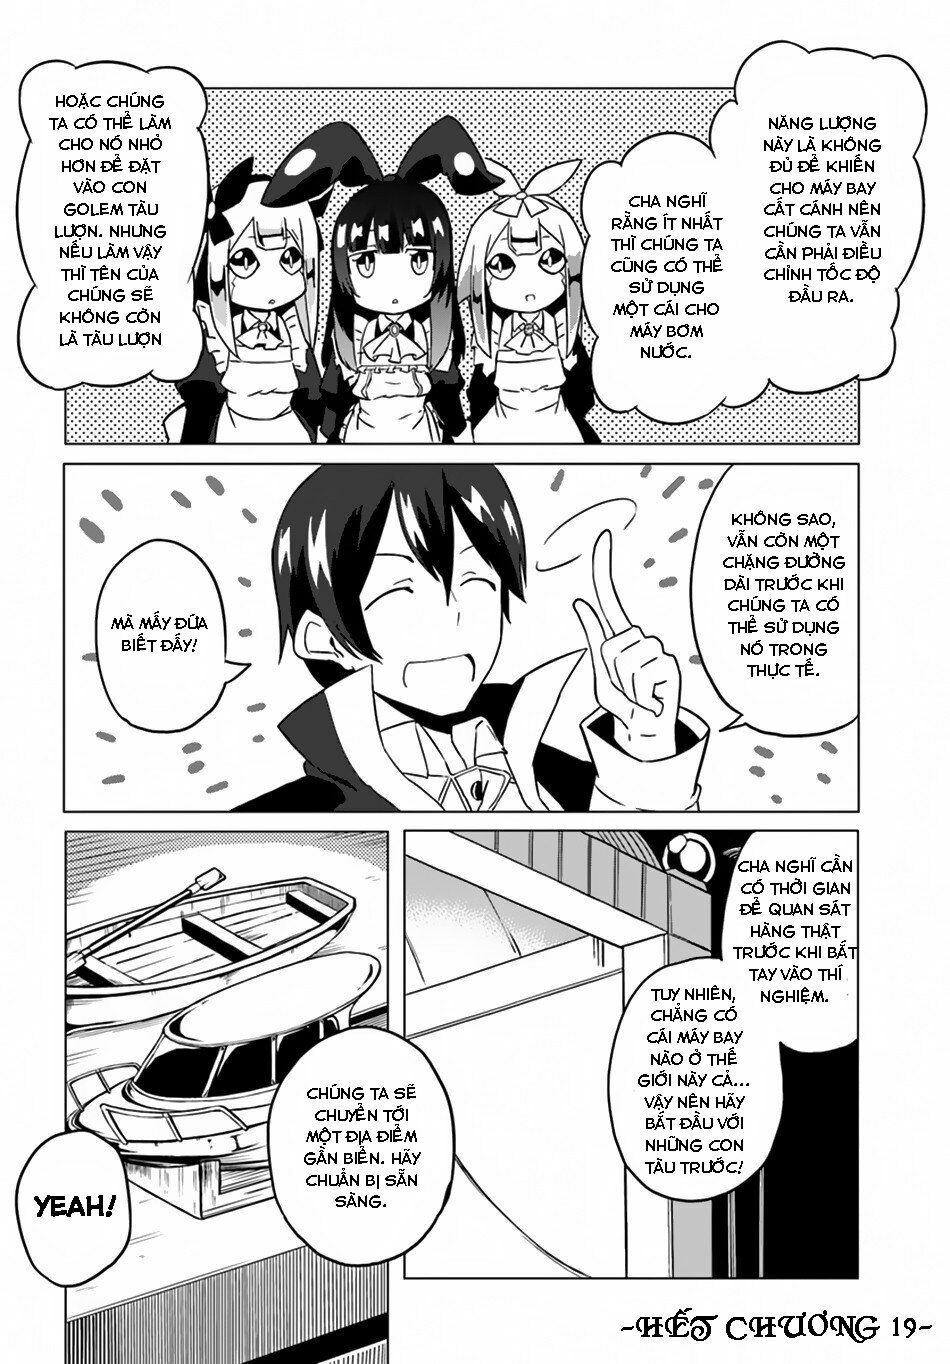 NĂNG LƯỢNG
NÀY LÀ KHÔNG
ĐỦ ĐỂ KHIẾN
CHO MÁY BAY
CẤT CÁNH NÊN
CHÚNG TA VẪN
CẦN PHẢI ĐIỀU
CHỈNH TỐC ĐỘ
ĐẦU RA.
CHA NGHĨ
RẰNG ÍT NHẤT
THÌ CHÚNG TA
CŨNG CÓ THỂ
SỬ DỤNG
MỘT CÁI CHO
MÁY BƠM
NƯỚC.
HOẶC CHÚNG
TA CÓ THỂ LÀM
CHO NÓ NHỎ
HƠN ĐỂ ĐẶT
VÀO CON
GOLEM TÀU
LƯỢN. NHƯNG
NẾU LÀM VẬY
THÌ TÊN CỦA
CHÚNG SẼ
KHÔNG CÒN
LÀ TÀU LƯỢN
KHÔNG SAO,
VẪN CÒN MỘT
CHẶNG ĐƯỜNG
DÀI TRƯỚC KHI
CHÚNG TA CÓ
THỂ SỬ DỤNG
NÓ TRONG
THỰC TẾ.
MÀ MẤY ĐỨA
BIẾT ĐẤY!
CHA NGHĨ CẦN
CÓ THỜI GIAN
ĐỂ QUAN SÁT
HÀNG THẬT
TRƯỚC KHI BẮT
TAY VÀO THÍ
NGHIỆM.
TUY NHIÊN,
CHẲNG CÓ
CÁI MÁY BAY
NÀO Ở THẾ
GIỚI NÀY CẢ...
VẬY NÊN HÃY
BẮT ĐẦU VỚI
NHỮNG CON
TÀU TRƯỚC!
CHÚNG TA SẼ
CHUYỂN TỚI
MỘT ĐỊA ĐIỂM
GẦN BIỂN. HÃY
CHUẨN BỊ SẴN
SÀNG.
YEAH!
~HẾT CHƯƠNG 19~